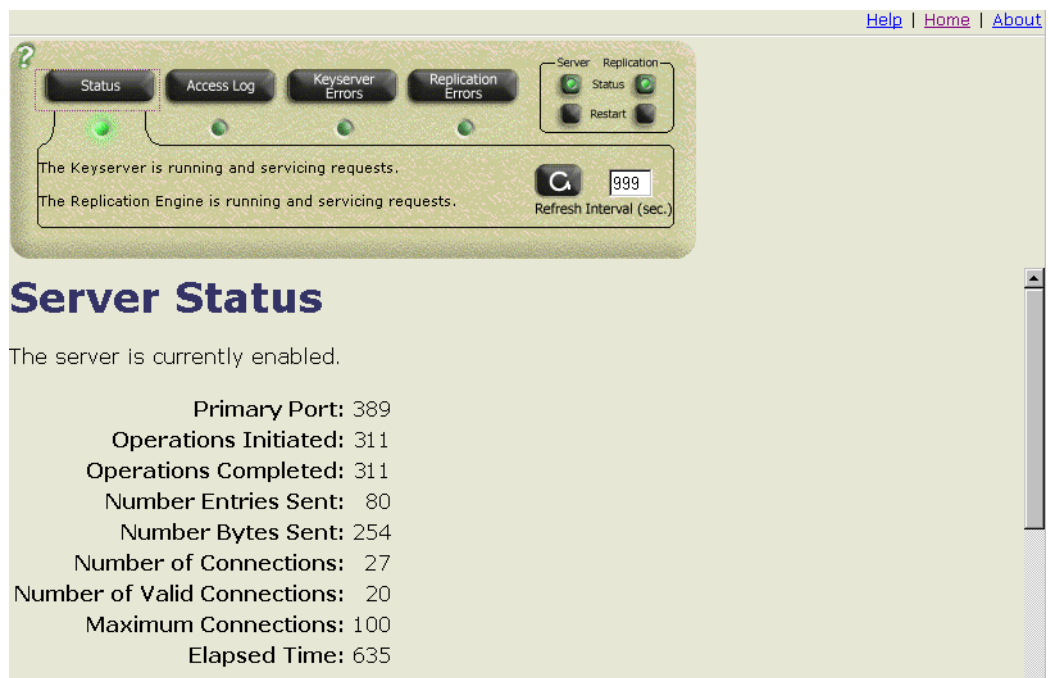 Help | Home | About
?
Status
Access Log
Keyserver
Errors
Replication
Errors
Server Replication
Status
Restart
The Keyserver is running and servicing requests.
The Replication Engine is running and servicing requests.
999
Refresh Interval (sec.)
Server Status
The server is currently enabled.
Primary Port: 389
Operations Initiated: 311
Operations Completed: 311
Number Entries Sent: 80
Number Bytes Sent: 254
Number of Connections: 27
Number of Valid Connections: 20
Maximum Connections: 100
Elapsed Time: 635